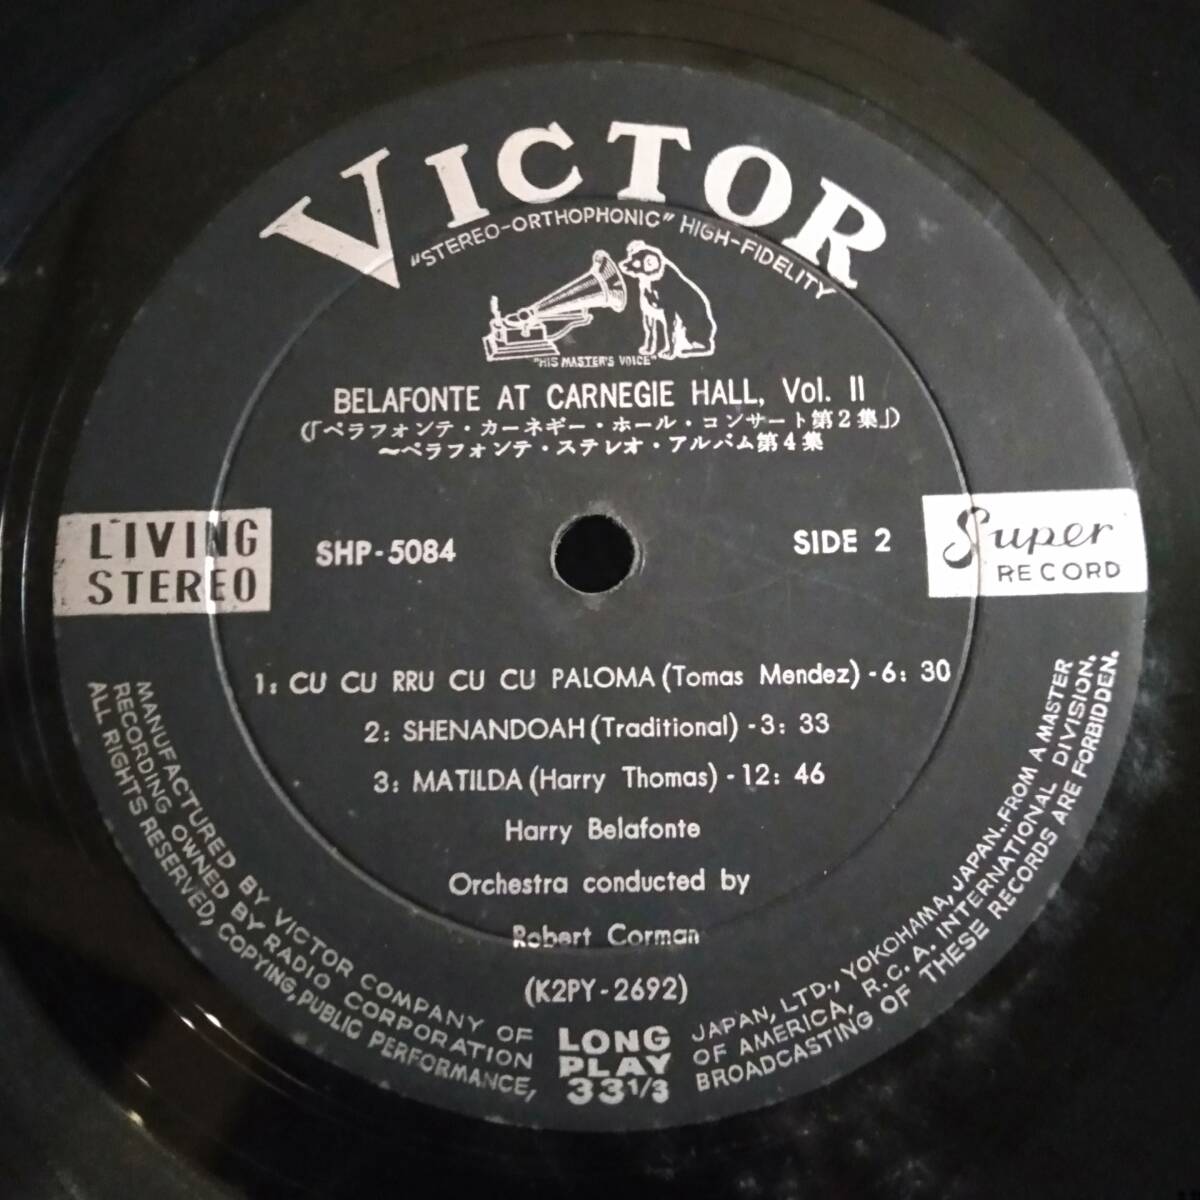 VICTOR
"STEREO-ORTHOPHONIC" HIGH-FIDELITY
"HIS MASTER'S VOICE"
BELAFONTE AT CARNEGIE HALL, Vol. II
(「ベラフォンテ・カーネギー・ホール・コンサート第2集」)
〜ベラフォンテ・ステレオ・アルバム第4集
LIVING
STEREO
SHP-5084
SIDE 2
Super
RECORD
1: CU CU RRU CU CU PALOMA (Tomas Mendez) - 6: 30
2: SHENANDOAH (Traditional) - 3: 33
3: MATILDA (Harry Thomas) - 12: 46
Harry Belafonte
Orchestra conducted by
Robert Corman
(K2PY-2692)
LONG
PLAY
33 1/3
MANUFACTURED BY VICTOR COMPANY OF JAPAN, LTD., YOKOHAMA, JAPAN. FROM A MASTER
RECORDING OWNED BY RADIO CORPORATION OF AMERICA, R.C.A. INTERNATIONAL DIVISION.
ALL RIGHTS RESERVED, COPYING, PUBLIC PERFORMANCE, BROADCASTING OF THESE RECORDS ARE FORBIDDEN.